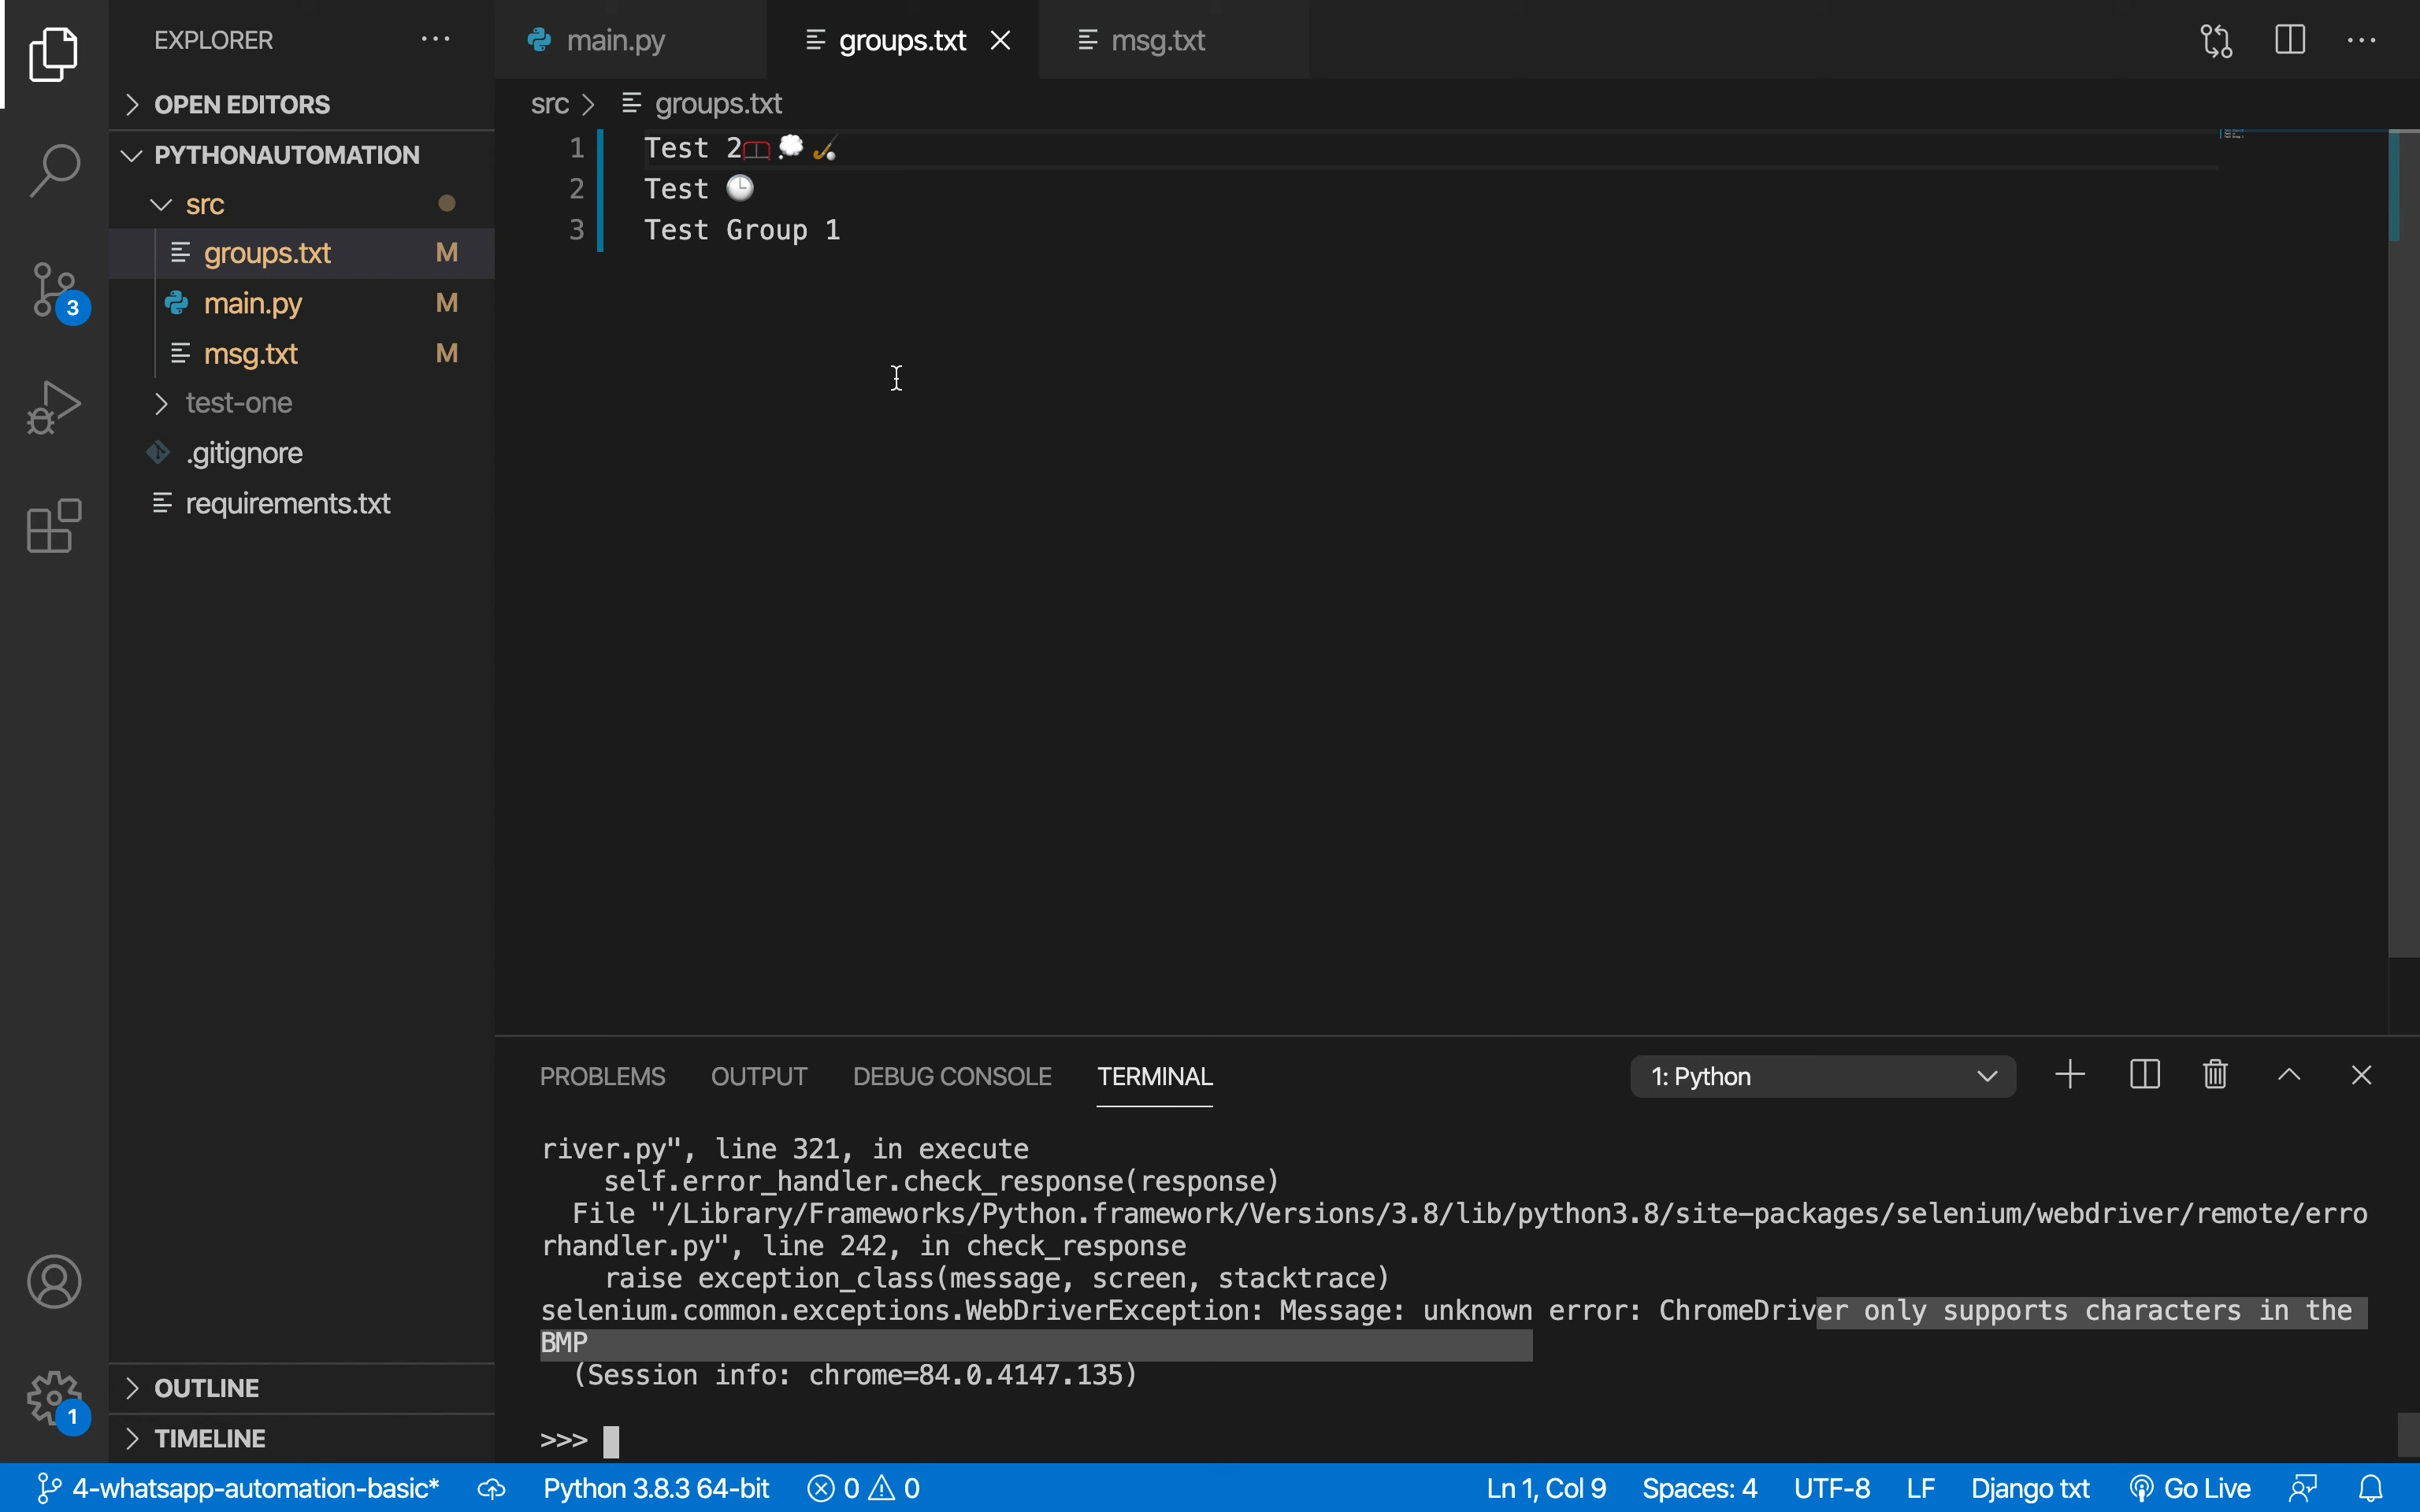 EXPLORER
OPEN EDITORS
PYTHONAUTOMATION
src
groups.txt M
main.py M
msg.txt M
test-one
.gitignore
requirements.txt
OUTLINE
TIMELINE
3
1
main.py groups.txt msg.txt
src > groups.txt
1 Test 2🥅💭🏑
2 Test 🕒
3 Test Group 1
PROBLEMS OUTPUT DEBUG CONSOLE TERMINAL 1: Python
river.py", line 321, in execute
self.error_handler.check_response(response)
File "/Library/Frameworks/Python.framework/Versions/3.8/lib/python3.8/site-packages/selenium/webdriver/remote/erro
rhandler.py", line 242, in check_response
raise exception_class(message, screen, stacktrace)
selenium.common.exceptions.WebDriverException: Message: unknown error: ChromeDriver only supports characters in the
BMP
(Session info: chrome=84.0.4147.135)
>>>
4-whatsapp-automation-basic* Python 3.8.3 64-bit 0 0 Ln 1, Col 9 Spaces: 4 UTF-8 LF Django txt Go Live